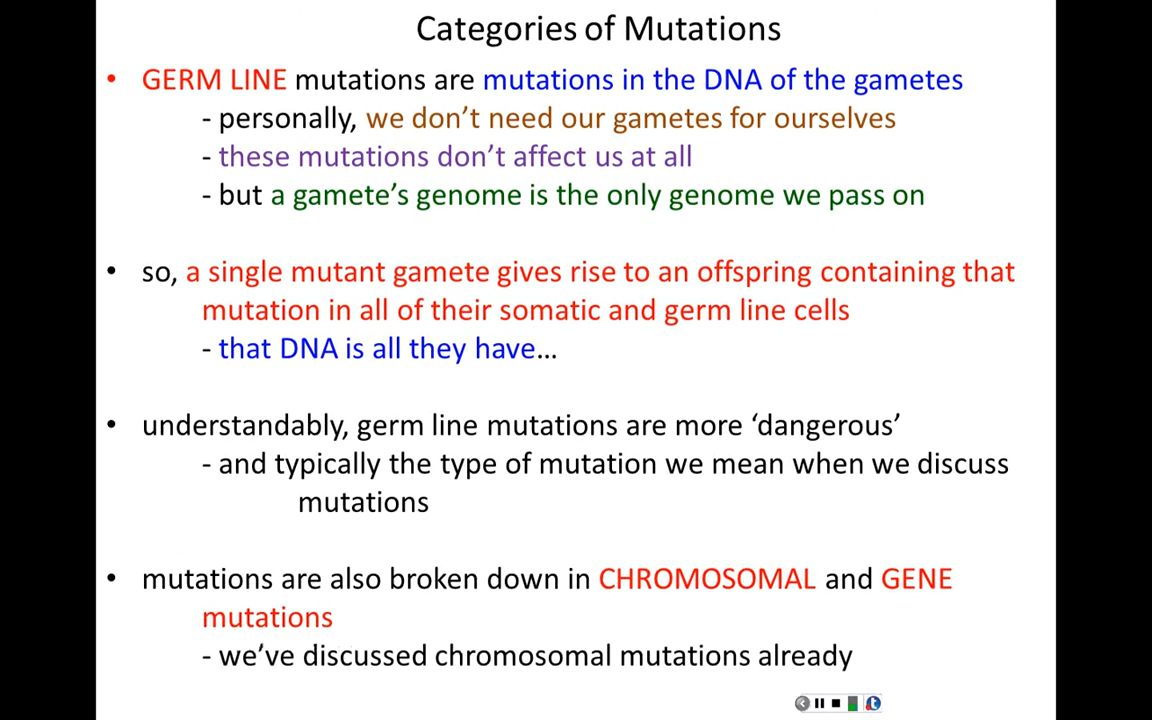 Categories of Mutations
• GERM LINE mutations are mutations in the DNA of the gametes
- personally, we don’t need our gametes for ourselves
- these mutations don’t affect us at all
- but a gamete’s genome is the only genome we pass on
• so, a single mutant gamete gives rise to an offspring containing that
mutation in all of their somatic and germ line cells
- that DNA is all they have…
• understandably, germ line mutations are more ‘dangerous’
- and typically the type of mutation we mean when we discuss
mutations
• mutations are also broken down in CHROMOSOMAL and GENE
mutations
- we’ve discussed chromosomal mutations already